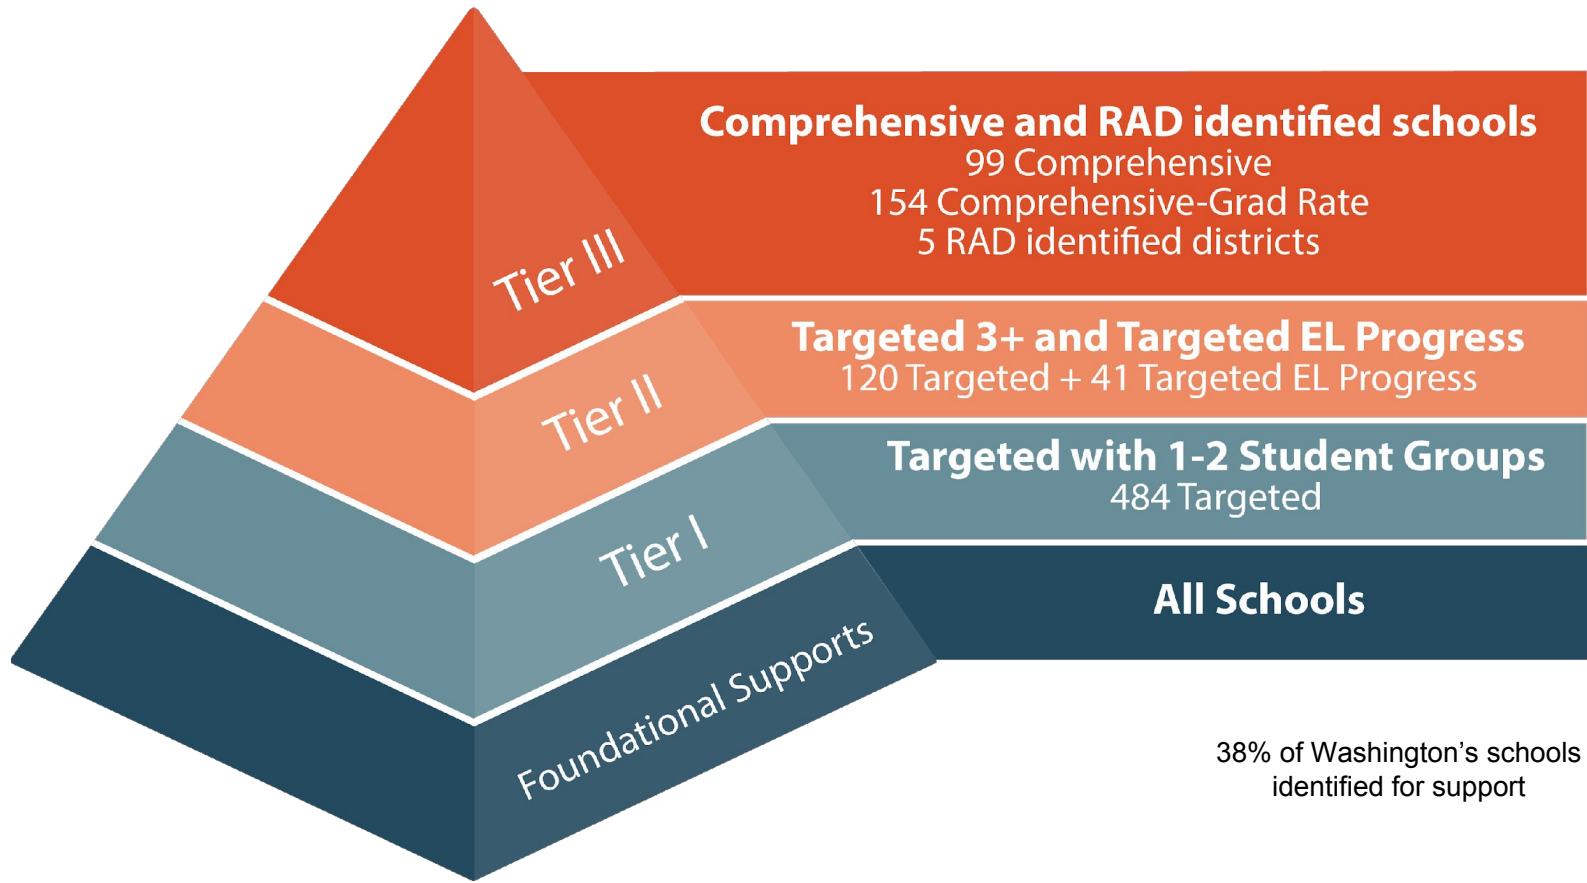 Comprehensive and RAD identified schools
99 Comprehensive
154 Comprehensive-Grad Rate
5 RAD identified districts
Tier III
Targeted 3+ and Targeted EL Progress
120 Targeted + 41 Targeted EL Progress
Tier II
Targeted with 1-2 Student Groups
484 Targeted
Tier I
All Schools
Foundational Supports
38% of Washington’s schools
identified for support